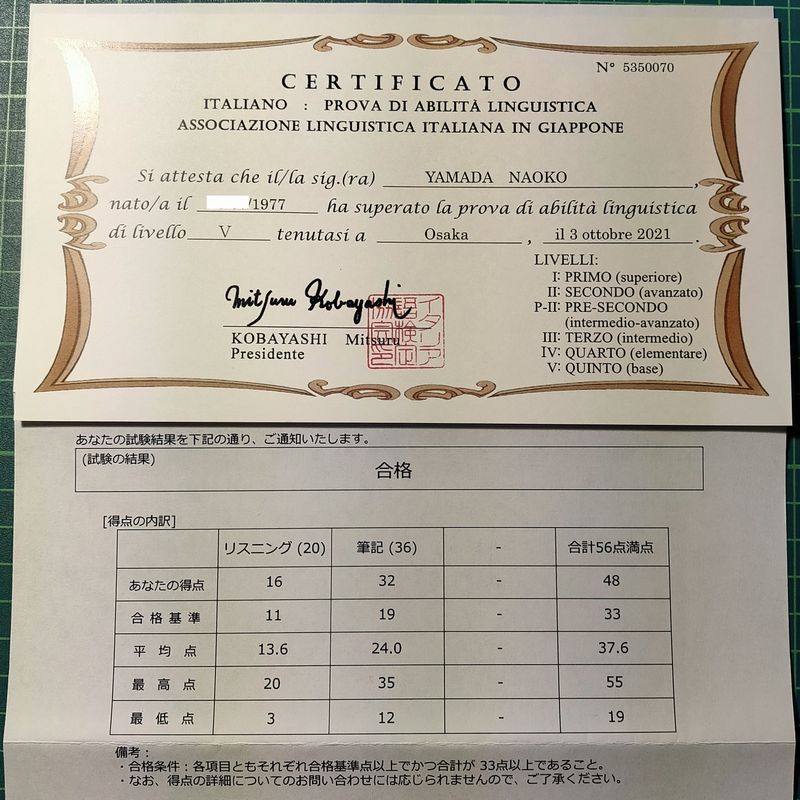 N° 5350070
CERTIFICATO
ITALIANO : PROVA DI ABILITÀ LINGUISTICA
ASSOCIAZIONE LINGUISTICA ITALIANA IN GIAPPONE
Si attesta che il/la sig.(ra) YAMADA NAOKO,
nato/a il /1977 ha superato la prova di abilità linguistica
di livello V tenutasi a Osaka, il 3 ottobre 2021.
LIVELLI:
I: PRIMO (superiore)
II: SECONDO (avanzato)
P-II: PRE-SECONDO
(intermedio-avanzato)
III: TERZO (intermedio)
IV: QUARTO (elementare)
V: QUINTO (base)
Mitsuru Kobayashi
KOBAYASHI Mitsuru
Presidente
イタリア
語検定
協会印
あなたの試験結果を下記の通り、ご通知いたします。
(試験の結果)
合格
[得点の内訳]
リスニング (20) 筆記 (36) - 合計56点満点
あなたの得点 16 32 - 48
合格基準 11 19 - 33
平均点 13.6 24.0 - 37.6
最高点 20 35 - 55
最低点 3 12 - 19
備考：
・合格条件：各項目ともそれぞれ合格基準点以上でかつ合計が 33点以上であること。
・なお、得点の詳細についてのお問い合わせには応じられませんので、ご了承ください。